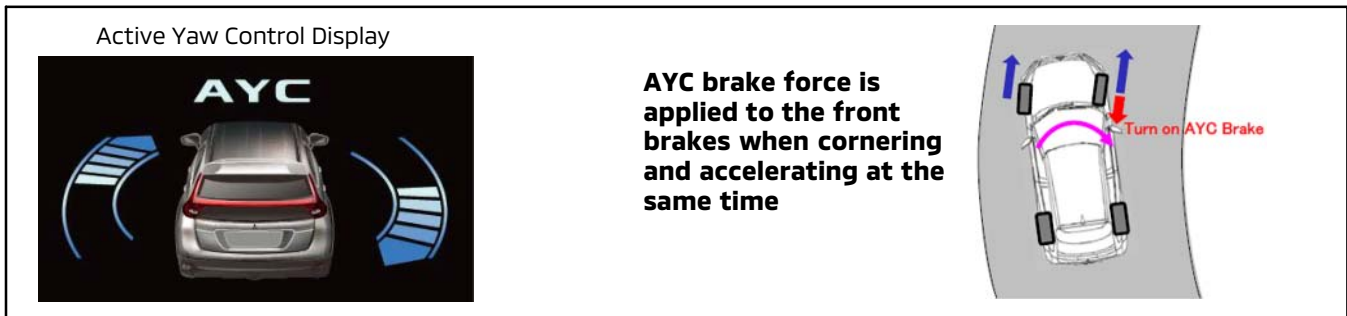 Active Yaw Control Display
AYC
AYC brake force is
applied to the front
brakes when cornering
and accelerating at the
same time
Turn on AYC Brake